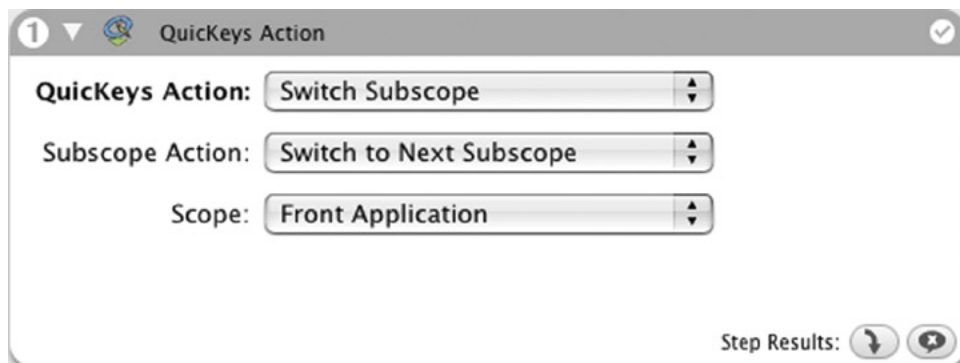 1 QuicKeys Action
QuicKeys Action: Switch Subscope
Subscope Action: Switch to Next Subscope
Scope: Front Application
Step Results: